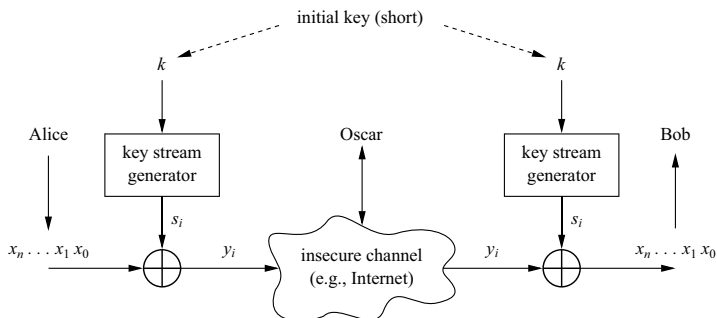 initial key (short)
k
k
Alice
Oscar
Bob
key stream
generator
key stream
generator
s_i
s_i
x_n . . . x_1 x_0
y_i
insecure channel
(e.g., Internet)
y_i
x_n . . . x_1 x_0